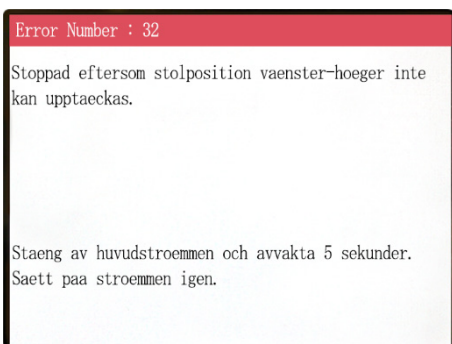 Error Number : 32
Stoppad eftersom stolposition vaenster-hoeger inte
kan upptaeckas.
Staeng av huvudstroemmen och avvakta 5 sekunder.
Saett paa stroemmen igen.